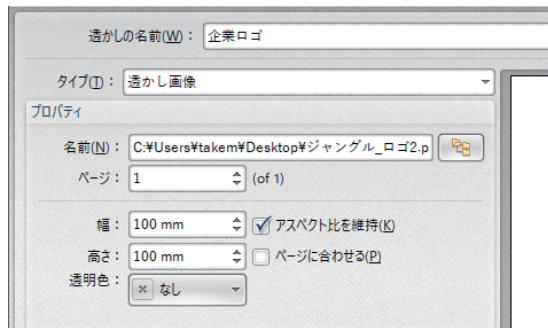 透かしの名前(W)： 企業ロゴ
タイプ(T)： 透かし画像
プロパティ
名前(N)： C:¥Users¥takem¥Desktop¥ジャングル_ロゴ2.p
ページ： 1 (of 1)
幅： 100 mm アスペクト比を維持(K)
高さ： 100 mm ページに合わせる(P)
透明色： なし